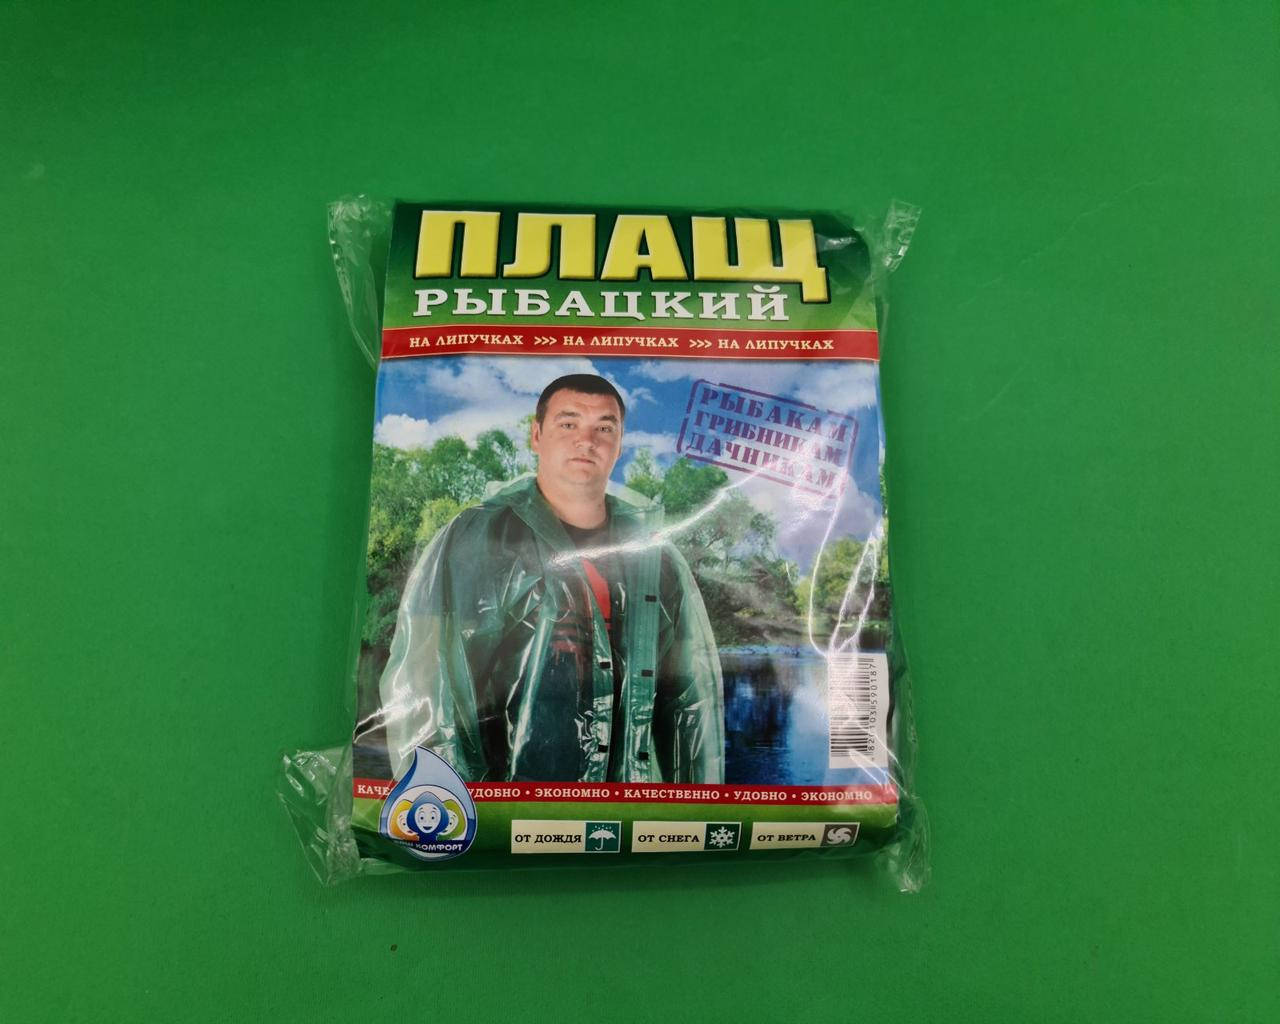 ПЛАЩ
РЫБАЦКИЙ
НА ЛИПУЧКАХ >>> НА ЛИПУЧКАХ >>> НА ЛИПУЧКАХ
РЫБАКАМ
ГРИБНИКАМ
ДАЧНИКАМ
УДОБНО • ЭКОНОМНО • КАЧЕСТВЕННО • УДОБНО • ЭКОНОМНО
КОМФОРТ
ОТ ДОЖДЯ
ОТ СНЕГА
ОТ ВЕТРА